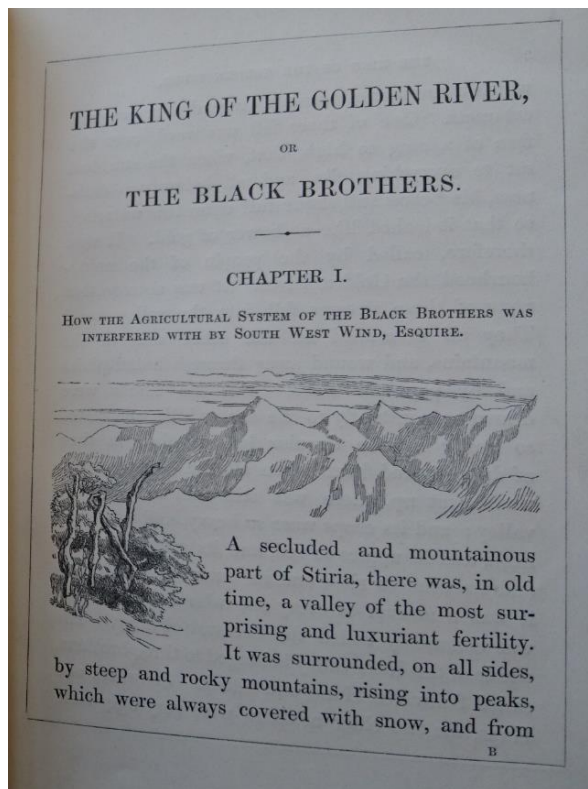 THE KING OF THE GOLDEN RIVER,
OR
THE BLACK BROTHERS.
CHAPTER I.
HOW THE AGRICULTURAL SYSTEM OF THE BLACK BROTHERS WAS
INTERFERED WITH BY SOUTH WEST WIND, ESQUIRE.
IN
A secluded and mountainous
part of Stiria, there was, in old
time, a valley of the most sur-
prising and luxuriant fertility.
It was surrounded, on all sides,
by steep and rocky mountains, rising into peaks,
which were always covered with snow, and from
B